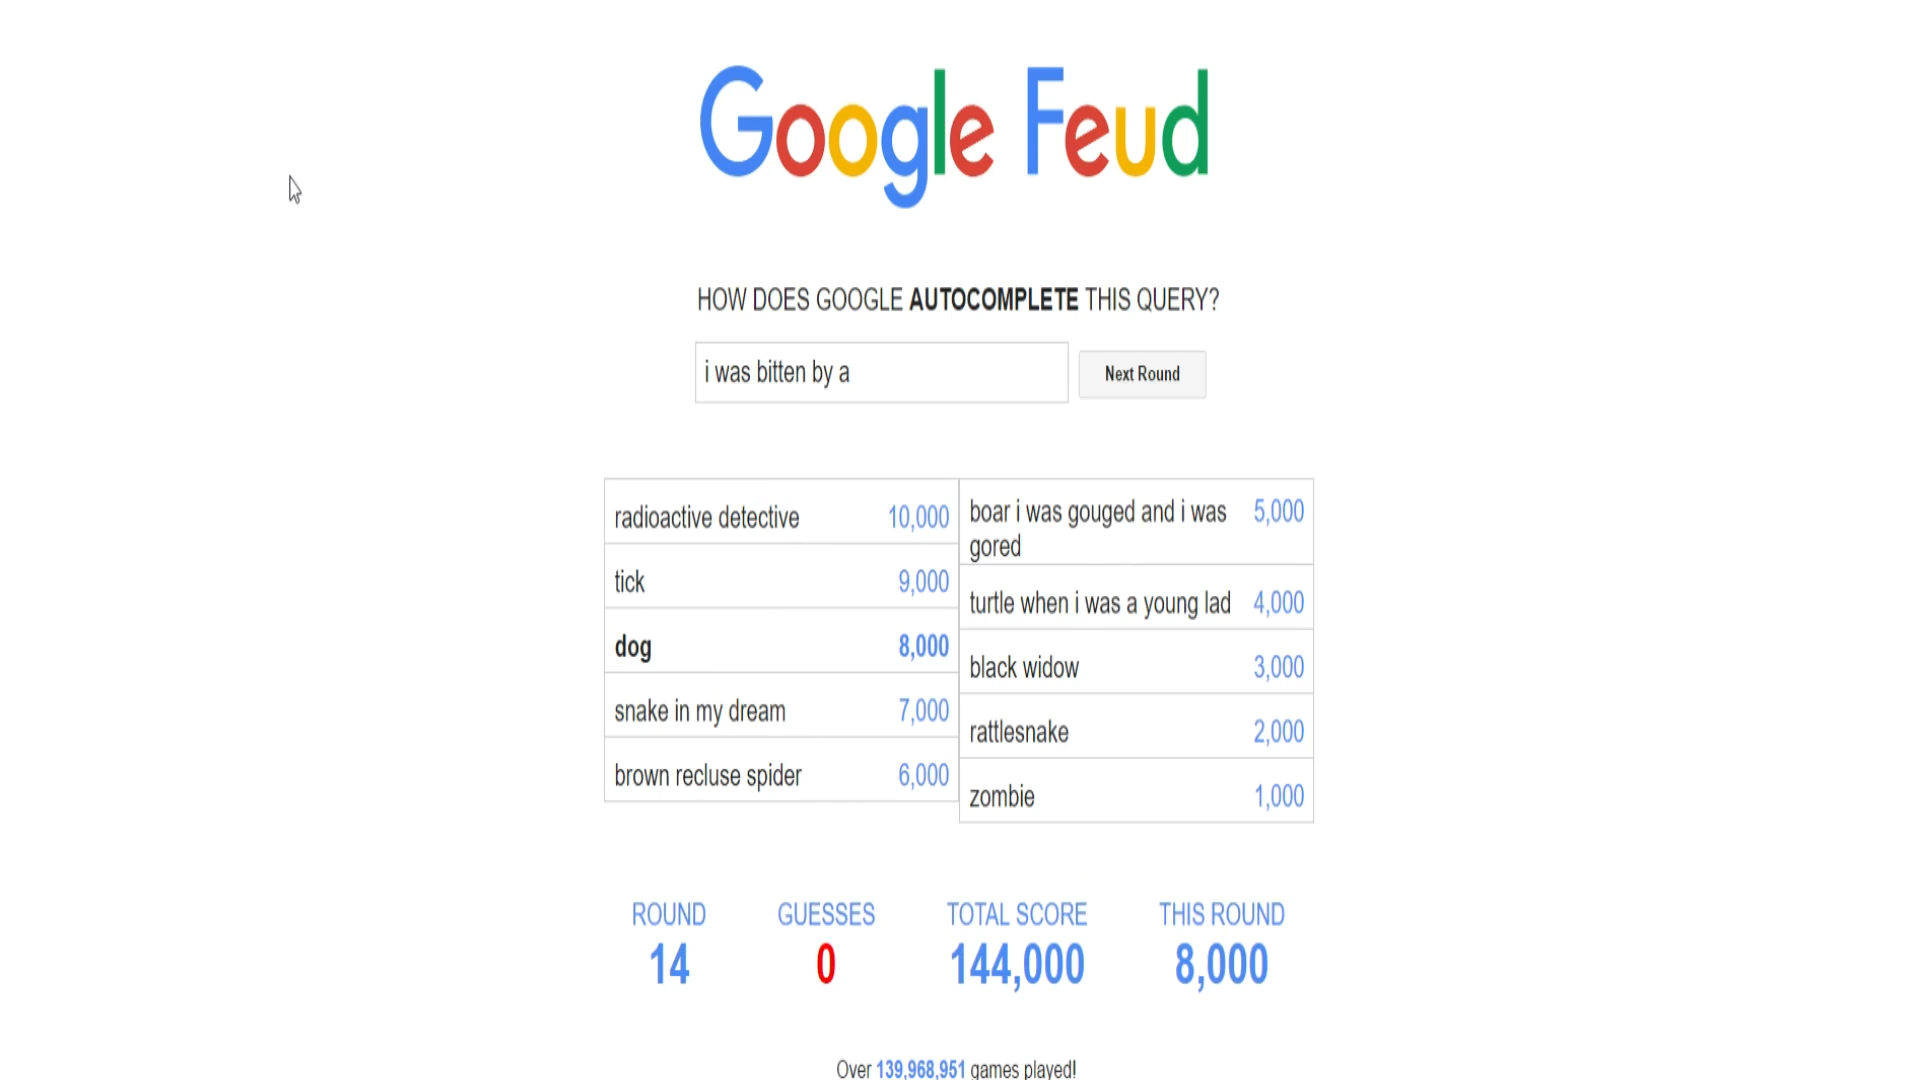 Google Feud
HOW DOES GOOGLE AUTOCOMPLETE THIS QUERY?
i was bitten by a
Next Round
radioactive detective 10,000
tick 9,000
dog 8,000
snake in my dream 7,000
brown recluse spider 6,000
boar i was gouged and i was 5,000
gored
turtle when i was a young lad 4,000
black widow 3,000
rattlesnake 2,000
zombie 1,000
ROUND GUESSES TOTAL SCORE THIS ROUND
14 0 144,000 8,000
Over 139,968,951 games played!